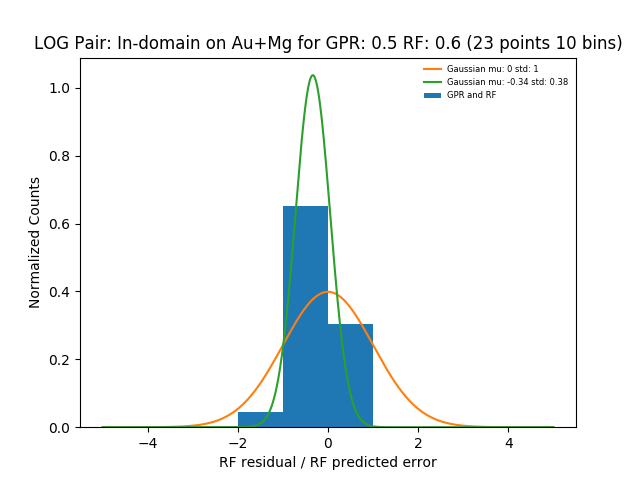 LOG Pair: In-domain on Au+Mg for GPR: 0.5 RF: 0.6 (23 points 10 bins)
Gaussian mu: 0 std: 1
Gaussian mu: -0.34 std: 0.38
GPR and RF
Normalized Counts
1.0
0.8
0.6
0.4
0.2
0.0
−4 −2 0 2 4
RF residual / RF predicted error